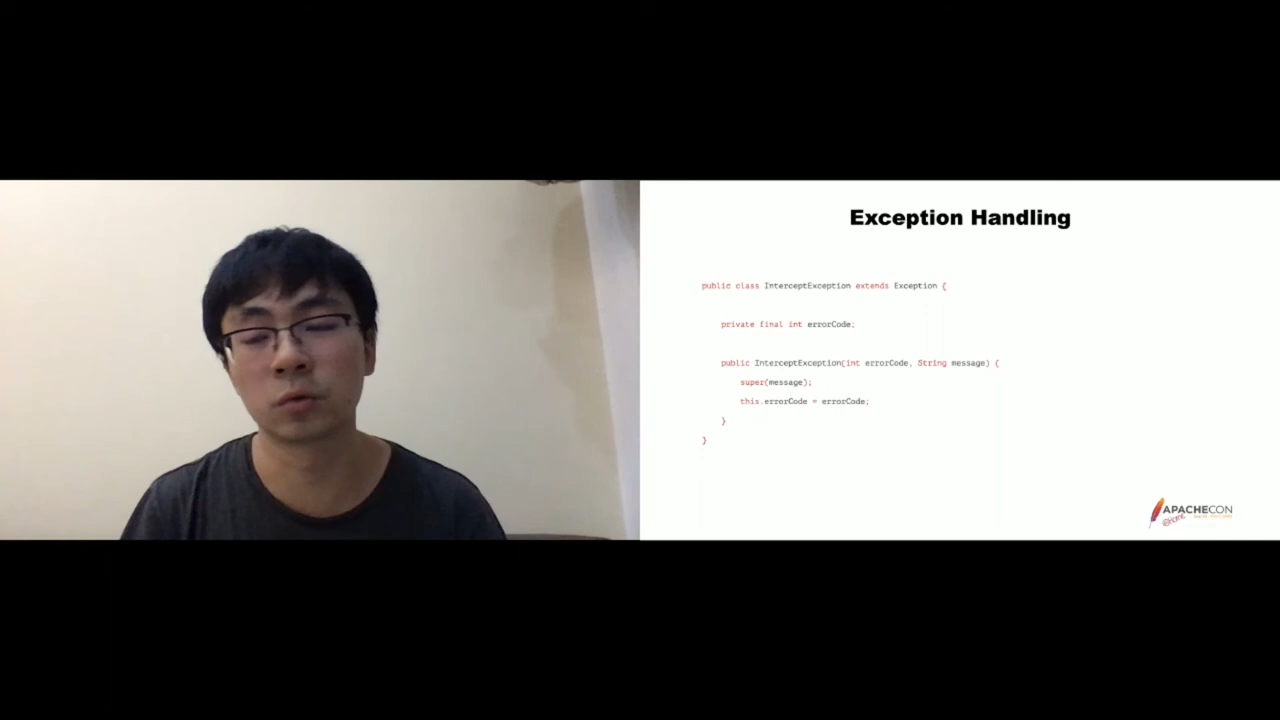 Exception Handling
public class InterceptException extends Exception {
private final int errorCode;
public InterceptException(int errorCode, String message) {
super(message);
this.errorCode = errorCode;
}
}
APACHECON
@Home